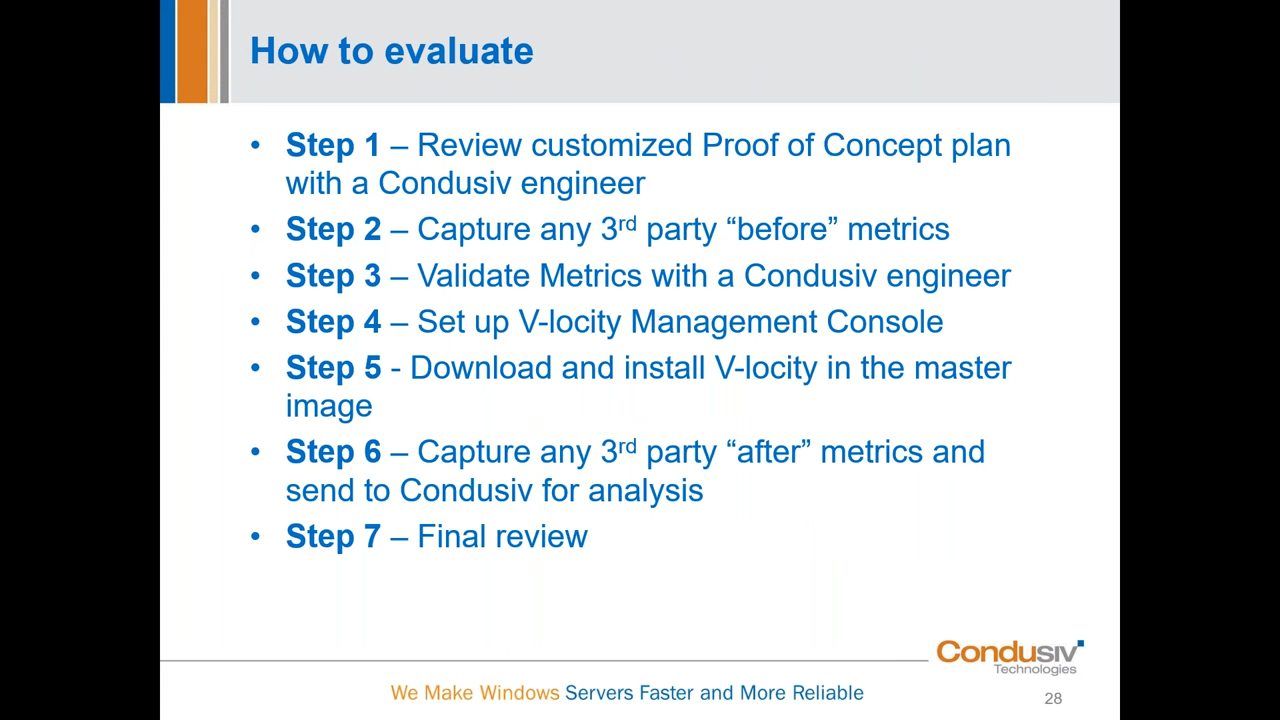 How to evaluate
• Step 1 – Review customized Proof of Concept plan
with a Condusiv engineer
• Step 2 – Capture any 3rd party “before” metrics
• Step 3 – Validate Metrics with a Condusiv engineer
• Step 4 – Set up V-locity Management Console
• Step 5 - Download and install V-locity in the master
image
• Step 6 – Capture any 3rd party “after” metrics and
send to Condusiv for analysis
• Step 7 – Final review
Condusiv
Technologies
We Make Windows Servers Faster and More Reliable
28